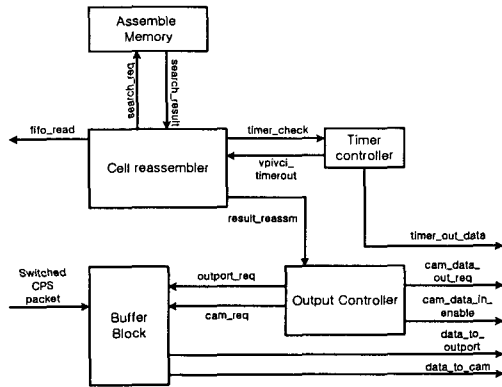 Assemble
Memory
search_req
search_result
fifo_read
timer_check
Cell reassembler
vpivci_
timerout
Timer
controller
result_reassm
timer_out_data
Switched
CPS
packet
outport_req
cam_req
Buffer
Block
Output Controller
cam_data_
out_req
cam_data_in_
enable
data_to_
outport
data_to_cam